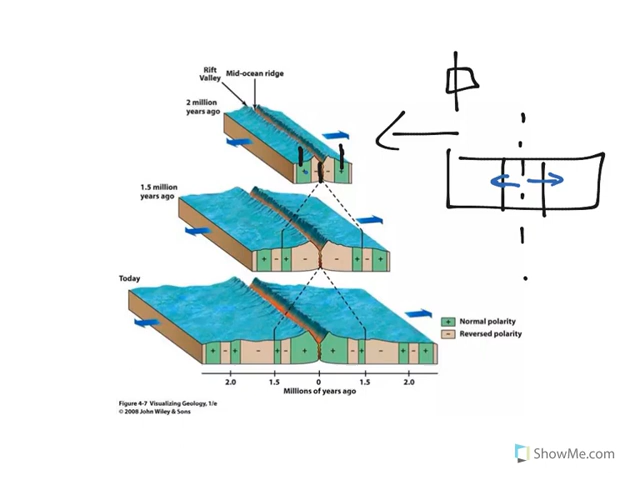 Rift
Valley
Mid-ocean ridge
2 million
years ago
+ - - +
1.5 million
years ago
+ - + - - + - +
Today
+ - + - + - + + - + - + - +
+ Normal polarity
- Reversed polarity
2.0 1.5 0 1.5 2.0
Millions of years ago
Figure 4-7 Visualizing Geology, 1/e
© 2008 John Wiley & Sons
ShowMe.com